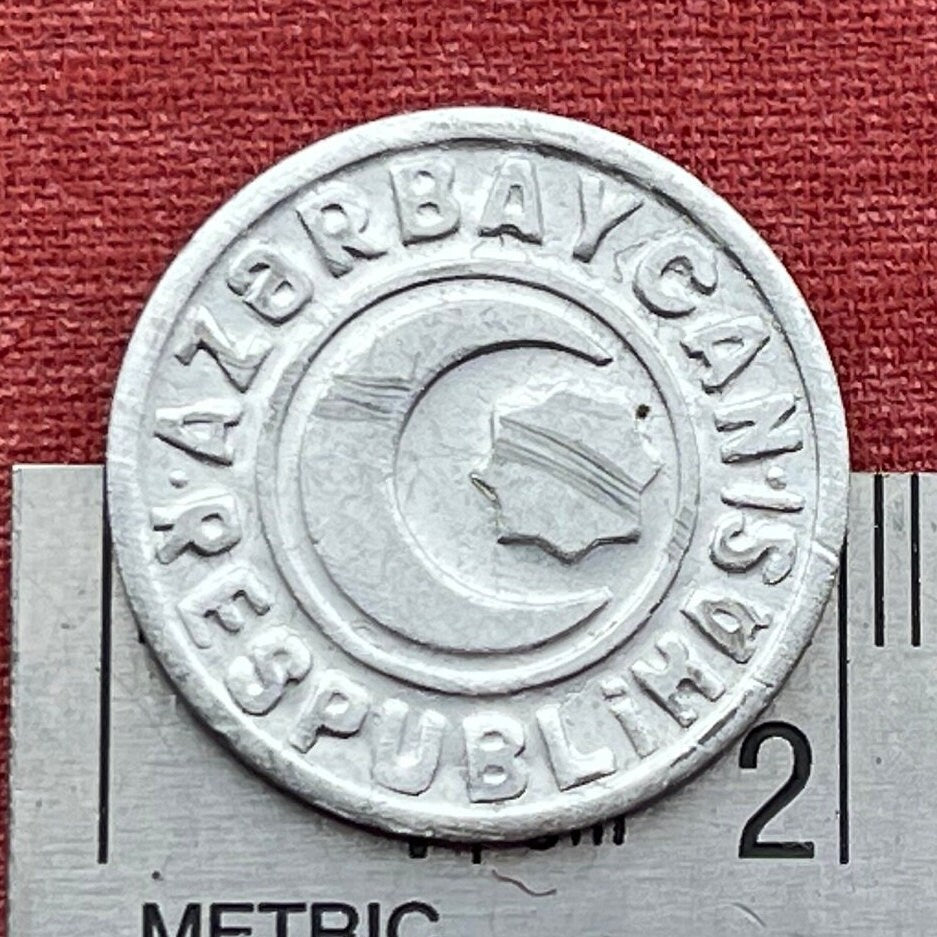 ·AZƏRBAYCAN·
RESPUBLİKASI
2
METRIC